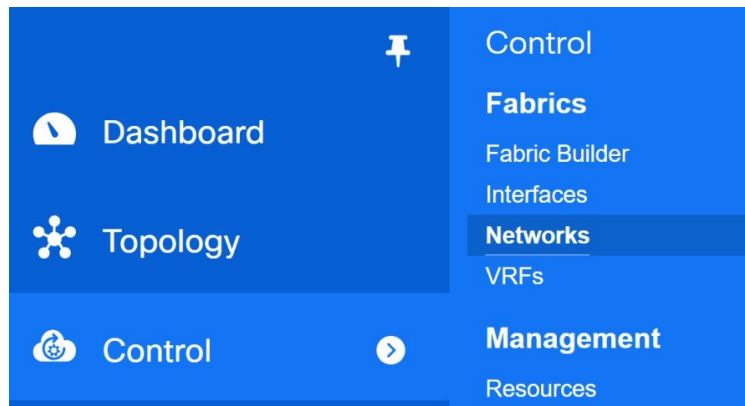 Dashboard
Topology
Control
Control
Fabrics
Fabric Builder
Interfaces
Networks
VRFs
Management
Resources